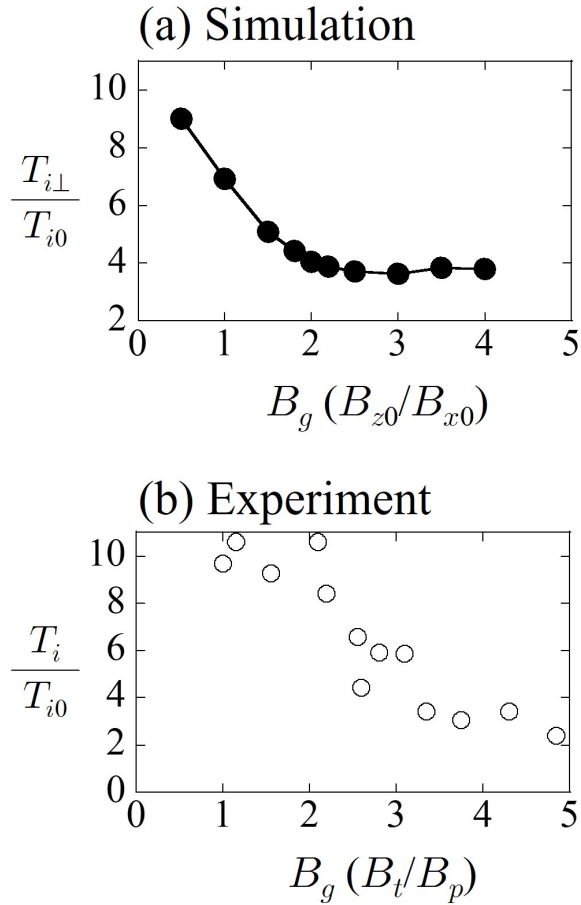 (a) Simulation
10
8
6
4
2
T_{i⊥}
T_{i0}
0 1 2 3 4 5
B_g (B_{z0}/B_{x0})
(b) Experiment
10
8
6
4
2
0
T_i
T_{i0}
0 1 2 3 4 5
B_g (B_t/B_p)